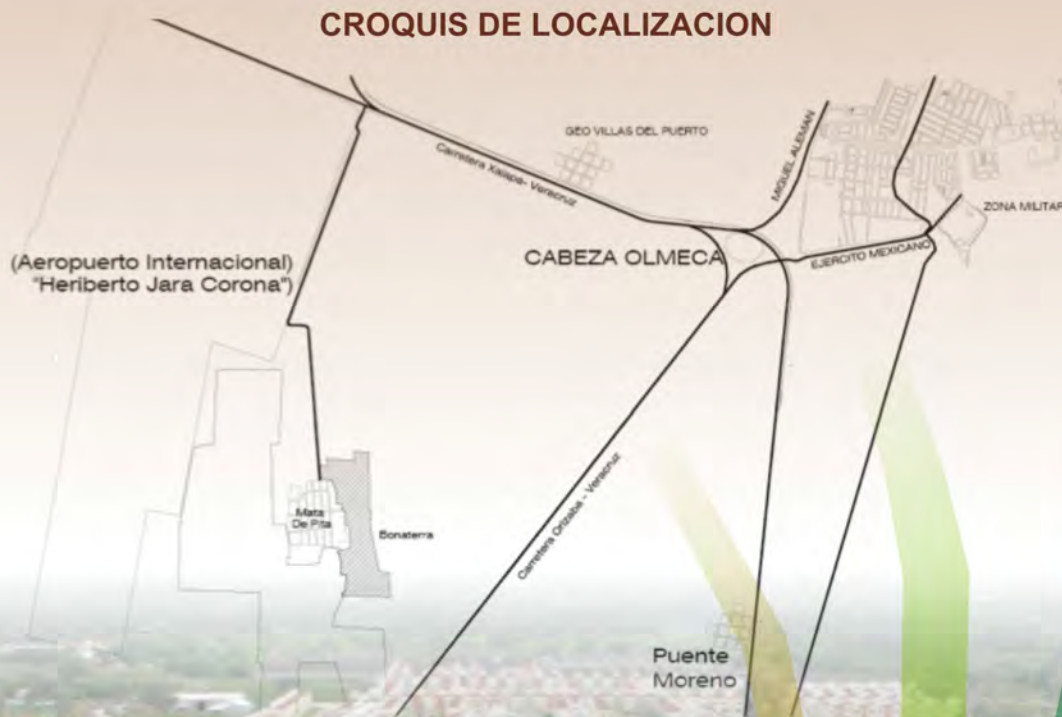 CROQUIS DE LOCALIZACION
GEO VILLAS DEL PUERTO
Carretera Xalapa- Veracruz
MIGUEL ALEMAN
ZONA MILITAR
(Aeropuerto Internacional)
"Heriberto Jara Corona")
CABEZA OLMECA
EJERCITO MEXICANO
Carretera Orizaba - Veracruz
Mata
De Pita
Bonaterra
Puente
Moreno